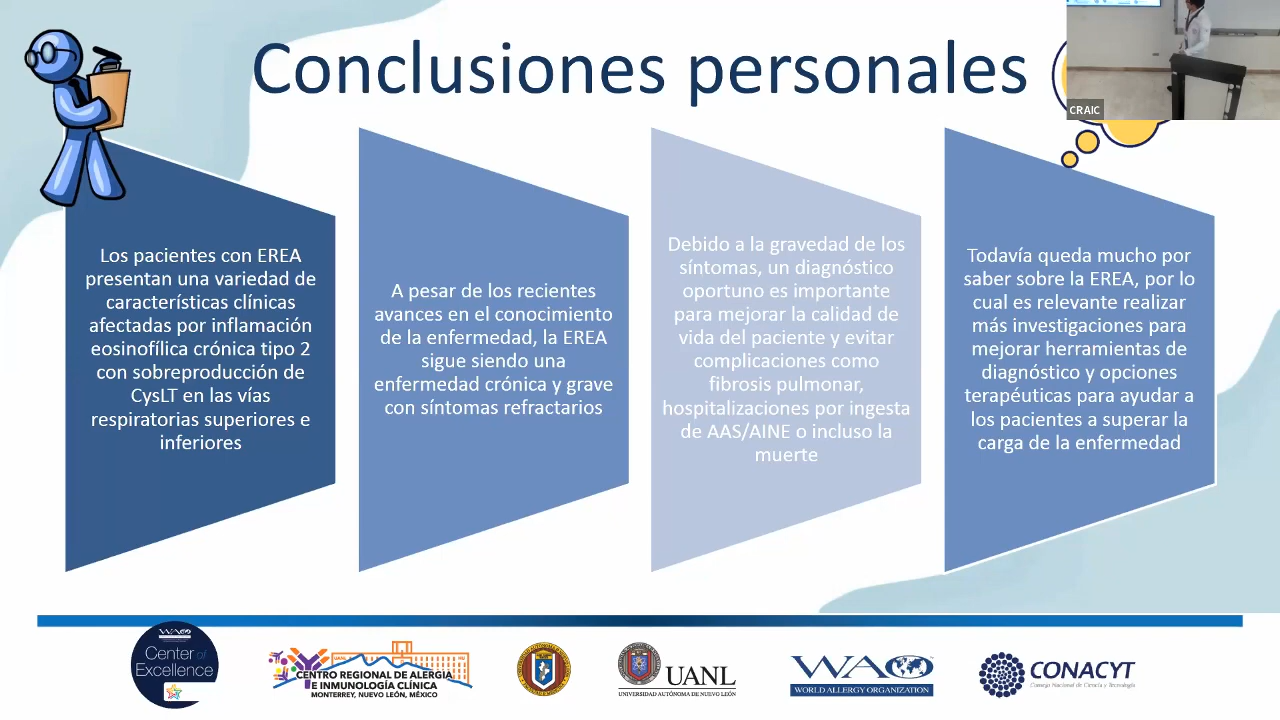 Conclusiones personales
CRAIC
Los pacientes con EREA
presentan una variedad de
características clínicas
afectadas por inflamación
eosinofílica crónica tipo 2
con sobreproducción de
CysLT en las vías
respiratorias superiores e
inferiores
A pesar de los recientes
avances en el conocimiento
de la enfermedad, la EREA
sigue siendo una
enfermedad crónica y grave
con síntomas refractarios
Debido a la gravedad de los
síntomas, un diagnóstico
oportuno es importante
para mejorar la calidad de
vida del paciente y evitar
complicaciones como
fibrosis pulmonar,
hospitalizaciones por ingesta
de AAS/AINE o incluso la
muerte
Todavía queda mucho por
saber sobre la EREA, por lo
cual es relevante realizar
más investigaciones para
mejorar herramientas de
diagnóstico y opciones
terapéuticas para ayudar a
los pacientes a superar la
carga de la enfermedad
WAO
Center of
Excellence
CENTRO REGIONAL DE ALERGIA
E INMUNOLOGÍA CLÍNICA
MONTERREY, NUEVO LEÓN, MÉXICO
UANL
UNIVERSIDAD AUTÓNOMA DE NUEVO LEÓN
WAO
WORLD ALLERGY ORGANIZATION
CONACYT
Consejo Nacional de Ciencia y Tecnología